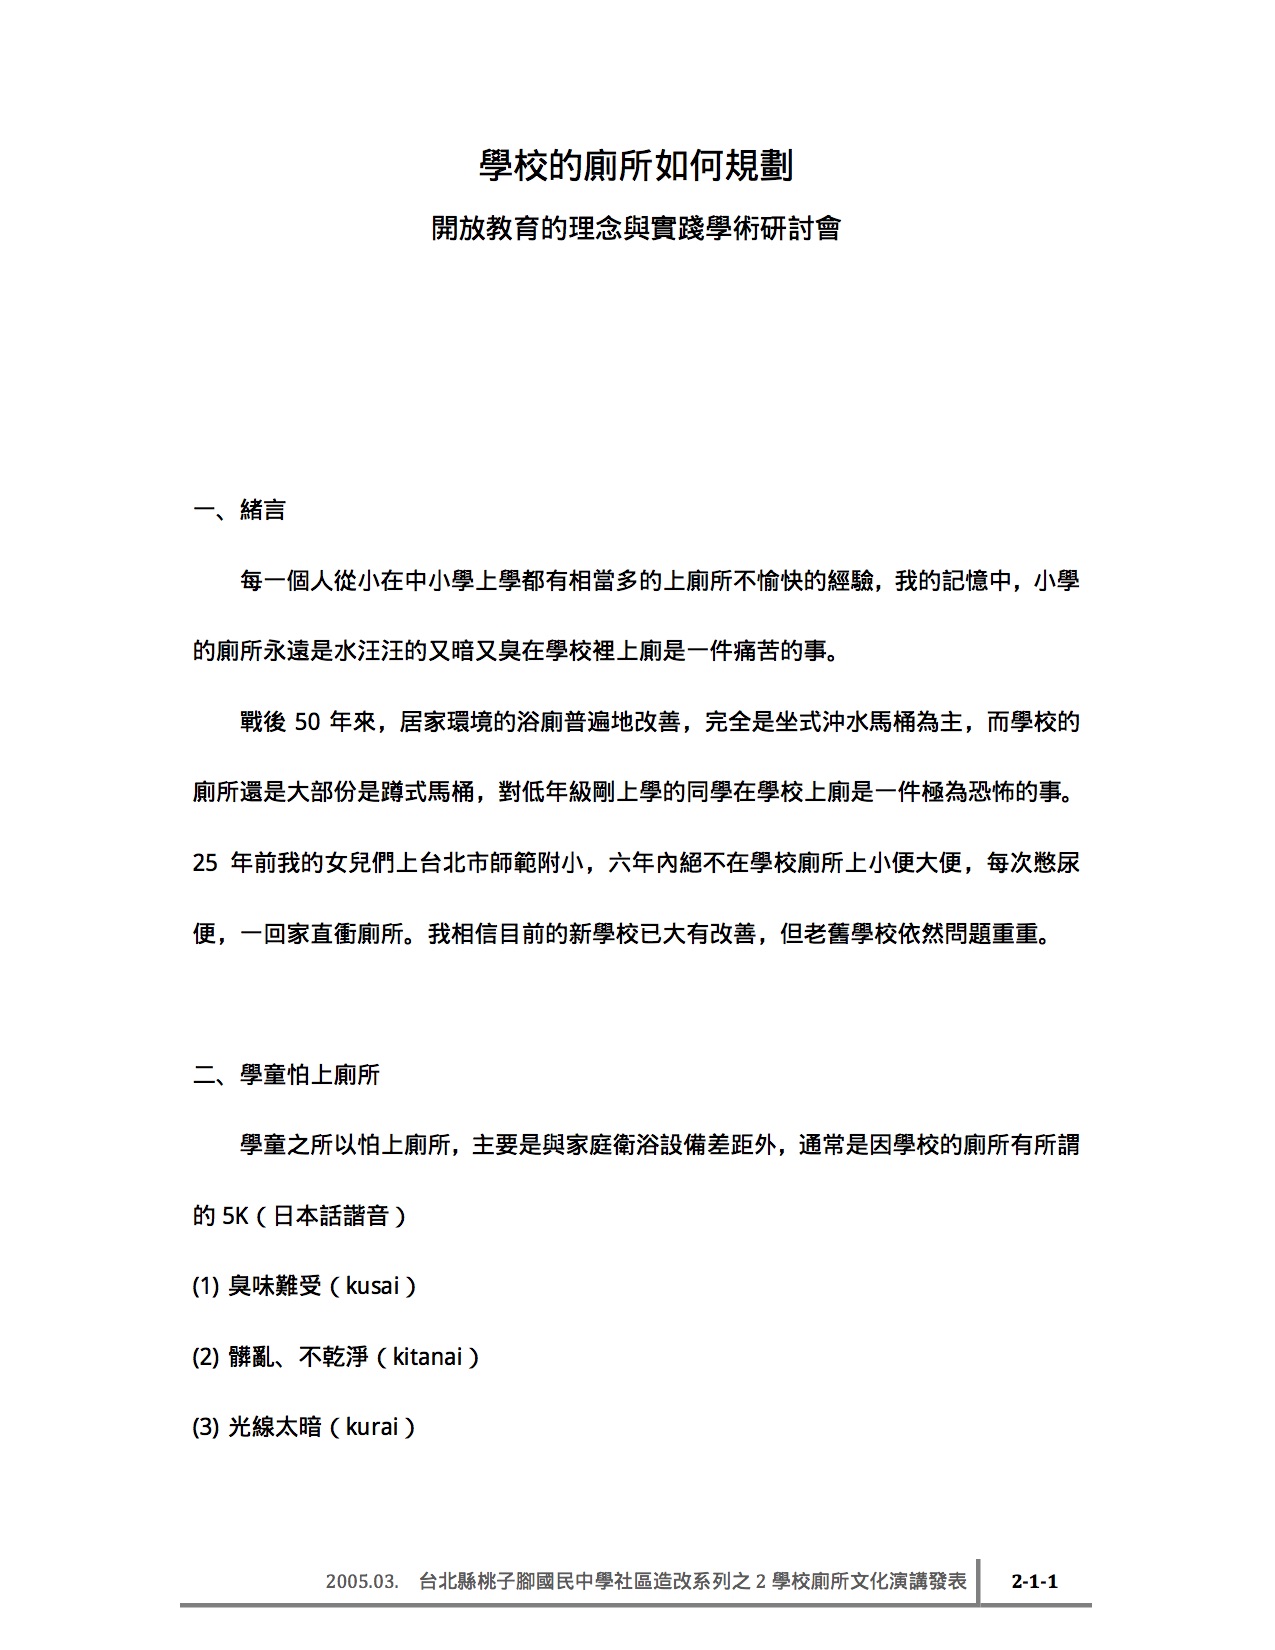 學校的廁所如何規劃
開放教育的理念與實踐學術研討會
一、緒言
每一個人從小在中小學上學都有相當多的上廁所不愉快的經驗，我的記憶中，小學
的廁所永遠是水汪汪的又暗又臭在學校裡上廁是一件痛苦的事。
戰後 50 年來，居家環境的浴廁普遍地改善，完全是坐式沖水馬桶為主，而學校的
廁所還是大部份是蹲式馬桶，對低年級剛上學的同學在學校上廁是一件極為恐怖的事。
25 年前我的女兒們上台北市師範附小，六年內絕不在學校廁所上小便大便，每次憋尿
便，一回家直衝廁所。我相信目前的新學校已大有改善，但老舊學校依然問題重重。
二、學童怕上廁所
學童之所以怕上廁所，主要是與家庭衛浴設備差距外，通常是因學校的廁所有所謂
的 5K（日本話諧音）
(1) 臭味難受（kusai）
(2) 髒亂、不乾淨（kitanai）
(3) 光線太暗（kurai）
2005.03. 台北縣桃子腳國民中學社區造改系列之 2 學校廁所文化演講發表 2-1-1